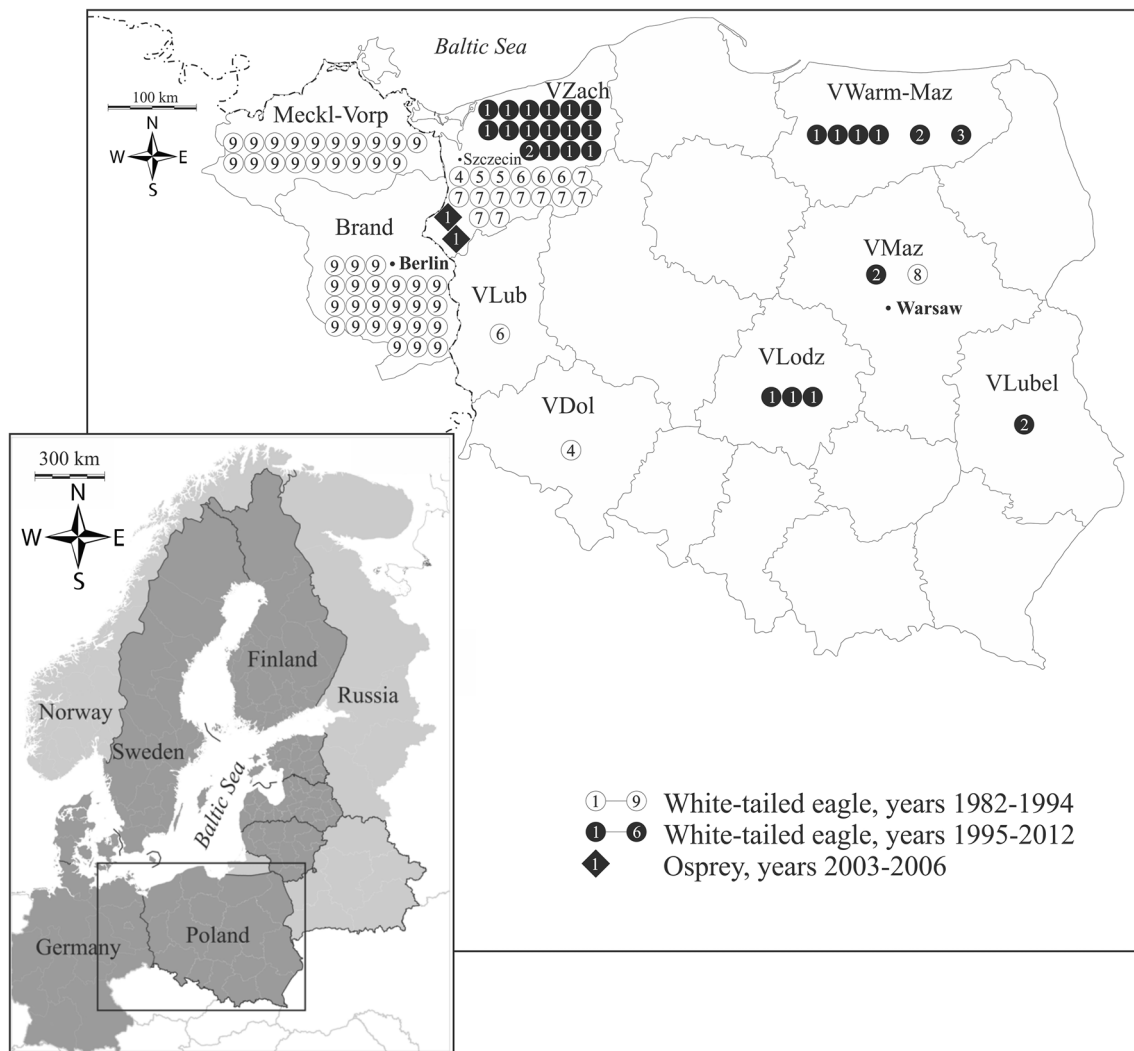 Baltic Sea
100 km
N
W E
S
Meckl-Vorp
9 9 9 9 9 9 9 9 9 9
9 9 9 9 9 9 9 9 9
VZach
1 1 1 1 1 1
1 1 1 1 1 1
2 1 1 1
Szczecin
4 5 5 6 6 6 7
7 7 7 7 7 7 7
7 7
1
1
VWarm-Maz
1 1 1 1 2 3
Brand
Berlin
9 9 9
9 9 9 9 9 9
9 9 9 9 9 9
9 9 9 9 9 9
9 9 9
VLub
6
VMaz
2 8
Warsaw
VLodz
1 1 1
VLubel
2
VDol
4
300 km
N
W E
S
Norway
Sweden
Finland
Russia
Baltic Sea
Germany
Poland
1 9 White-tailed eagle, years 1982-1994
1 6 White-tailed eagle, years 1995-2012
1 Osprey, years 2003-2006